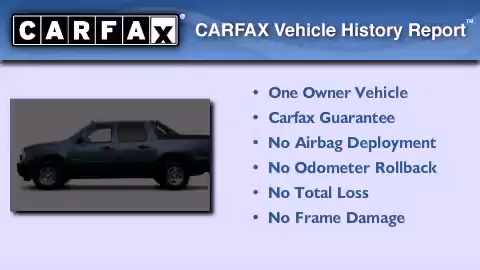 CARFAX® CARFAX Vehicle History Report™
• One Owner Vehicle
• Carfax Guarantee
• No Airbag Deployment
• No Odometer Rollback
• No Total Loss
• No Frame Damage